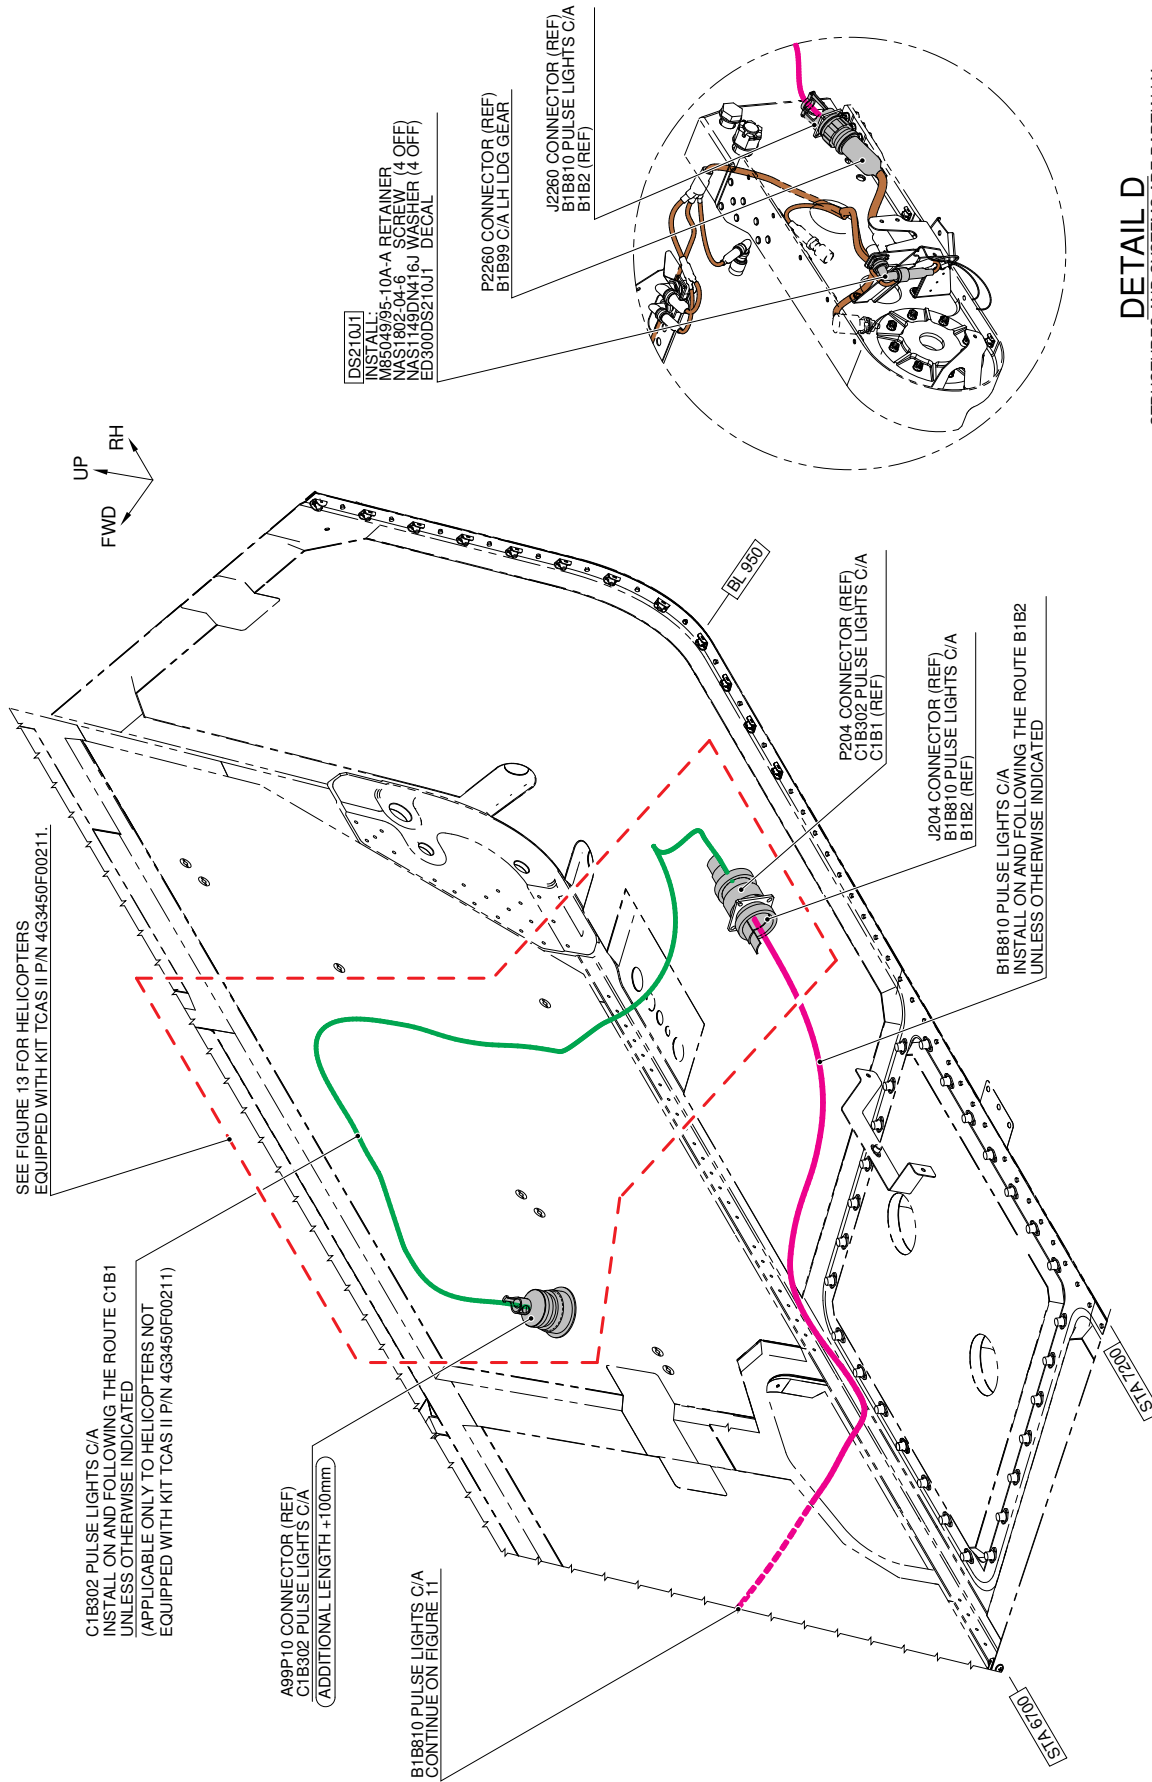 SEE FIGURE 13 FOR HELICOPTERS
EQUIPPED WITH KIT TCAS II P/N 4G3450F00211.
C1B302 PULSE LIGHTS C/A
INSTALL ON AND FOLLOWING THE ROUTE C1B1
UNLESS OTHERWISE INDICATED
(APPLICABLE ONLY TO HELICOPTERS NOT
EQUIPPED WITH KIT TCAS II P/N 4G3450F00211)
A99P10 CONNECTOR (REF)
C1B302 PULSE LIGHTS C/A
ADDITIONAL LENGTH +100mm
B1B810 PULSE LIGHTS C/A
CONTINUE ON FIGURE 11
FWD
UP
RH
BL 950
STA 7200
STA 6700
P204 CONNECTOR (REF)
C1B302 PULSE LIGHTS C/A
C1B1 (REF)
J204 CONNECTOR (REF)
B1B810 PULSE LIGHTS C/A
B1B2 (REF)
B1B810 PULSE LIGHTS C/A
INSTALL ON AND FOLLOWING THE ROUTE B1B2
UNLESS OTHERWISE INDICATED
DS210J1
INSTALL:
M85049/95-10A-A RETAINER
NAS1802-04-6 SCREW (4 OFF)
NAS1149DN416J WASHER (4 OFF)
ED300DS210J1 DECAL
P2260 CONNECTOR (REF)
B1B99 C/A LH LDG GEAR
J2260 CONNECTOR (REF)
B1B810 PULSE LIGHTS C/A
B1B2 (REF)
DETAIL D